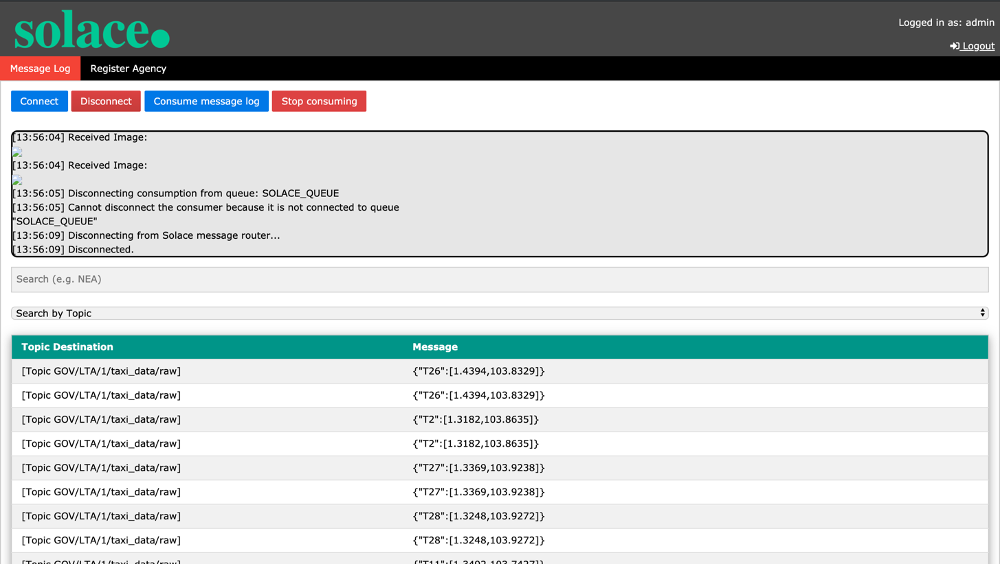 solace.
Logged in as: admin
Logout
Message Log
Register Agency
Connect
Disconnect
Consume message log
Stop consuming
[13:56:04] Received Image:
[13:56:04] Received Image:
[13:56:05] Disconnecting consumption from queue: SOLACE_QUEUE
[13:56:05] Cannot disconnect the consumer because it is not connected to queue
"SOLACE_QUEUE"
[13:56:09] Disconnecting from Solace message router...
[13:56:09] Disconnected.
Search (e.g. NEA)
Search by Topic
Topic Destination Message
[Topic GOV/LTA/1/taxi_data/raw] {"T26":[1.4394,103.8329]}
[Topic GOV/LTA/1/taxi_data/raw] {"T26":[1.4394,103.8329]}
[Topic GOV/LTA/1/taxi_data/raw] {"T2":[1.3182,103.8635]}
[Topic GOV/LTA/1/taxi_data/raw] {"T2":[1.3182,103.8635]}
[Topic GOV/LTA/1/taxi_data/raw] {"T27":[1.3369,103.9238]}
[Topic GOV/LTA/1/taxi_data/raw] {"T27":[1.3369,103.9238]}
[Topic GOV/LTA/1/taxi_data/raw] {"T28":[1.3248,103.9272]}
[Topic GOV/LTA/1/taxi_data/raw] {"T28":[1.3248,103.9272]}